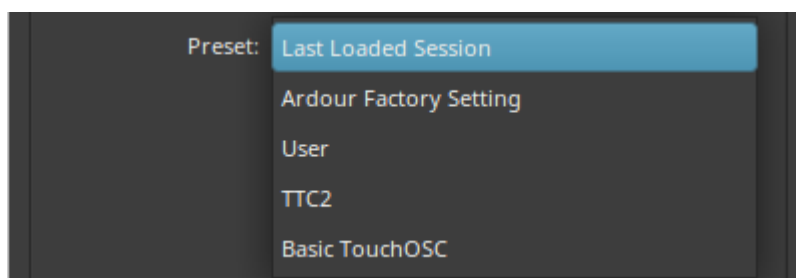 Preset: Last Loaded Session
Ardour Factory Setting
User
TTC2
Basic TouchOSC